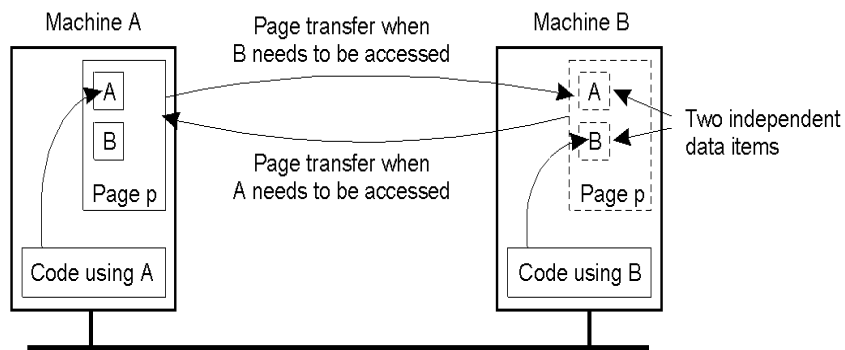 Machine A
Page transfer when
B needs to be accessed
Machine B
A
B
Page p
Code using A
Page transfer when
A needs to be accessed
A
B
Page p
Code using B
Two independent
data items